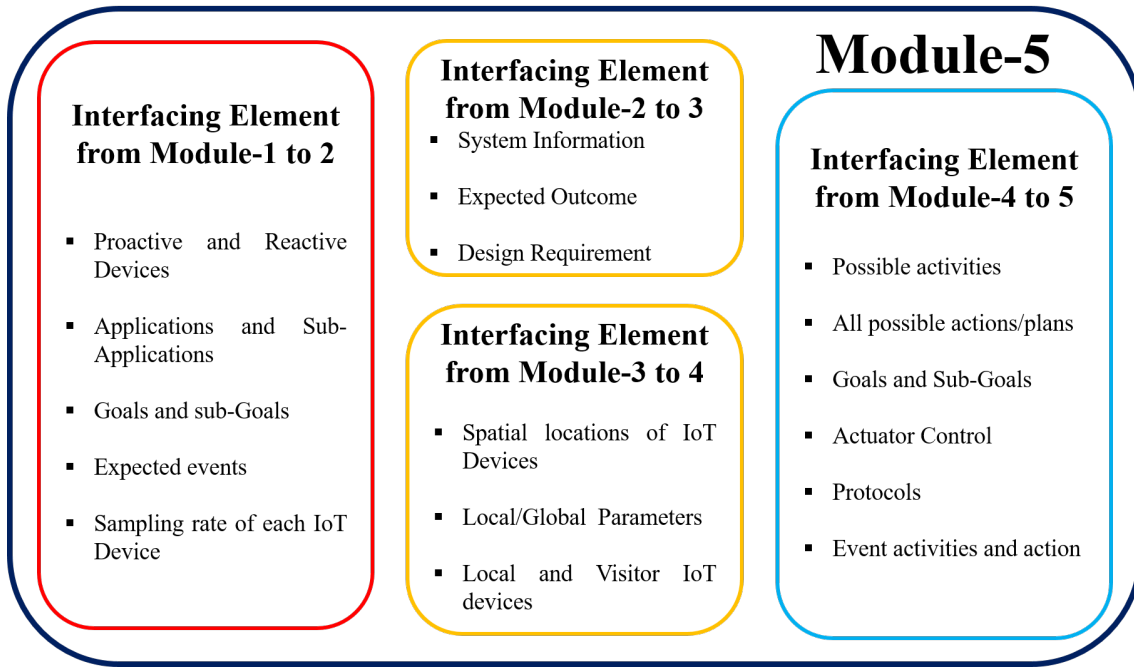 Module-5
Interfacing Element
from Module-1 to 2
▪ Proactive and Reactive
Devices
▪ Applications and Sub-
Applications
▪ Goals and sub-Goals
▪ Expected events
▪ Sampling rate of each IoT
Device
Interfacing Element
from Module-2 to 3
▪ System Information
▪ Expected Outcome
▪ Design Requirement
Interfacing Element
from Module-3 to 4
▪ Spatial locations of IoT
Devices
▪ Local/Global Parameters
▪ Local and Visitor IoT
devices
Interfacing Element
from Module-4 to 5
▪ Possible activities
▪ All possible actions/plans
▪ Goals and Sub-Goals
▪ Actuator Control
▪ Protocols
▪ Event activities and action